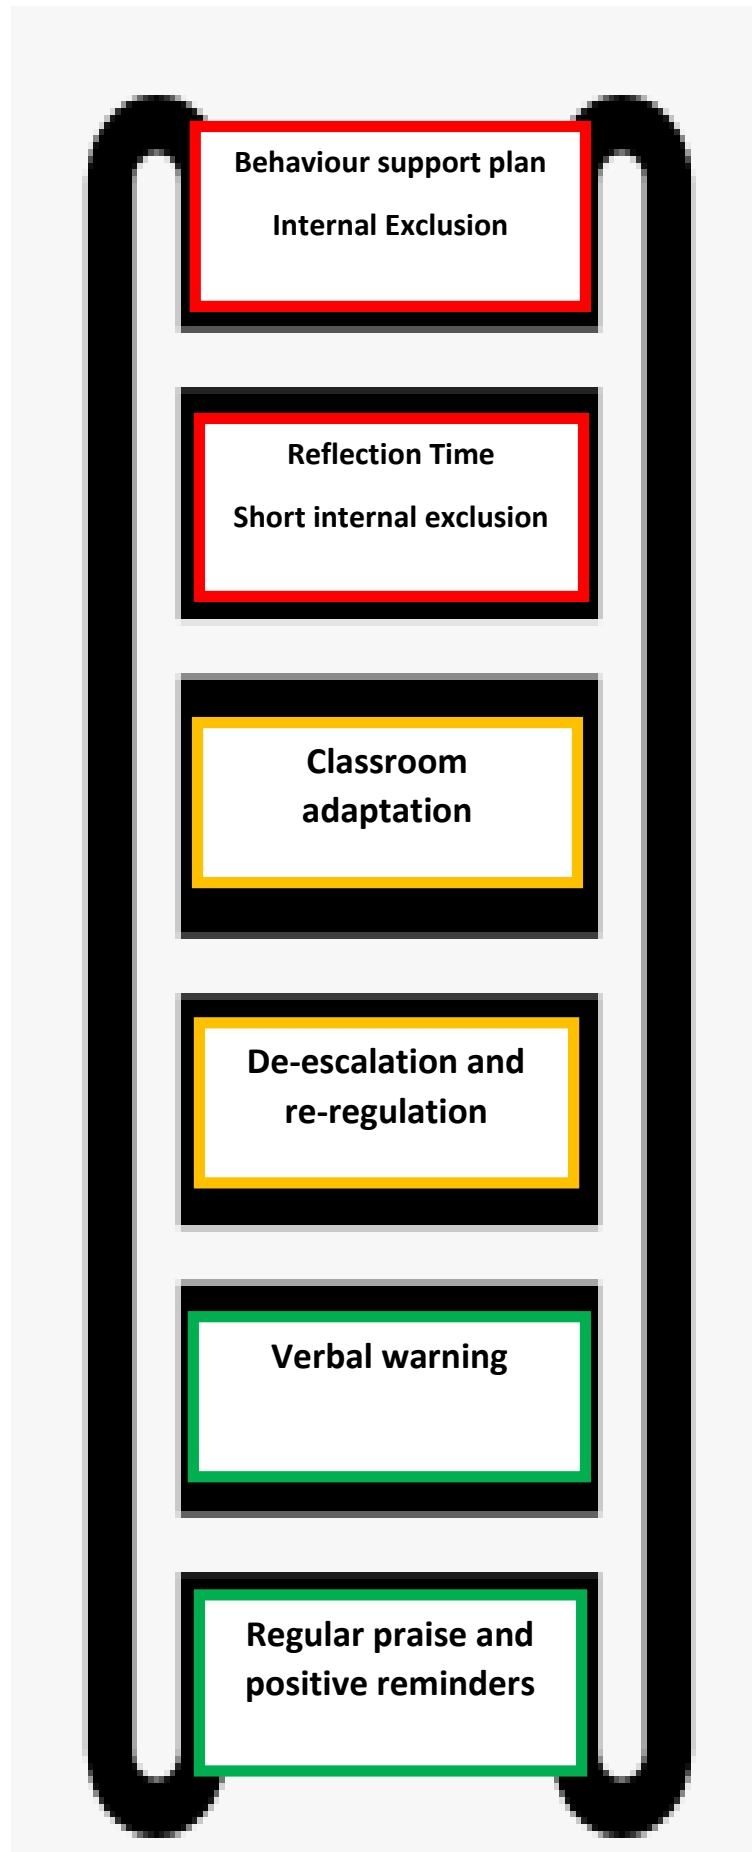 Behaviour support plan
Internal Exclusion
Reflection Time
Short internal exclusion
Classroom
adaptation
De-escalation and
re-regulation
Verbal warning
Regular praise and
positive reminders